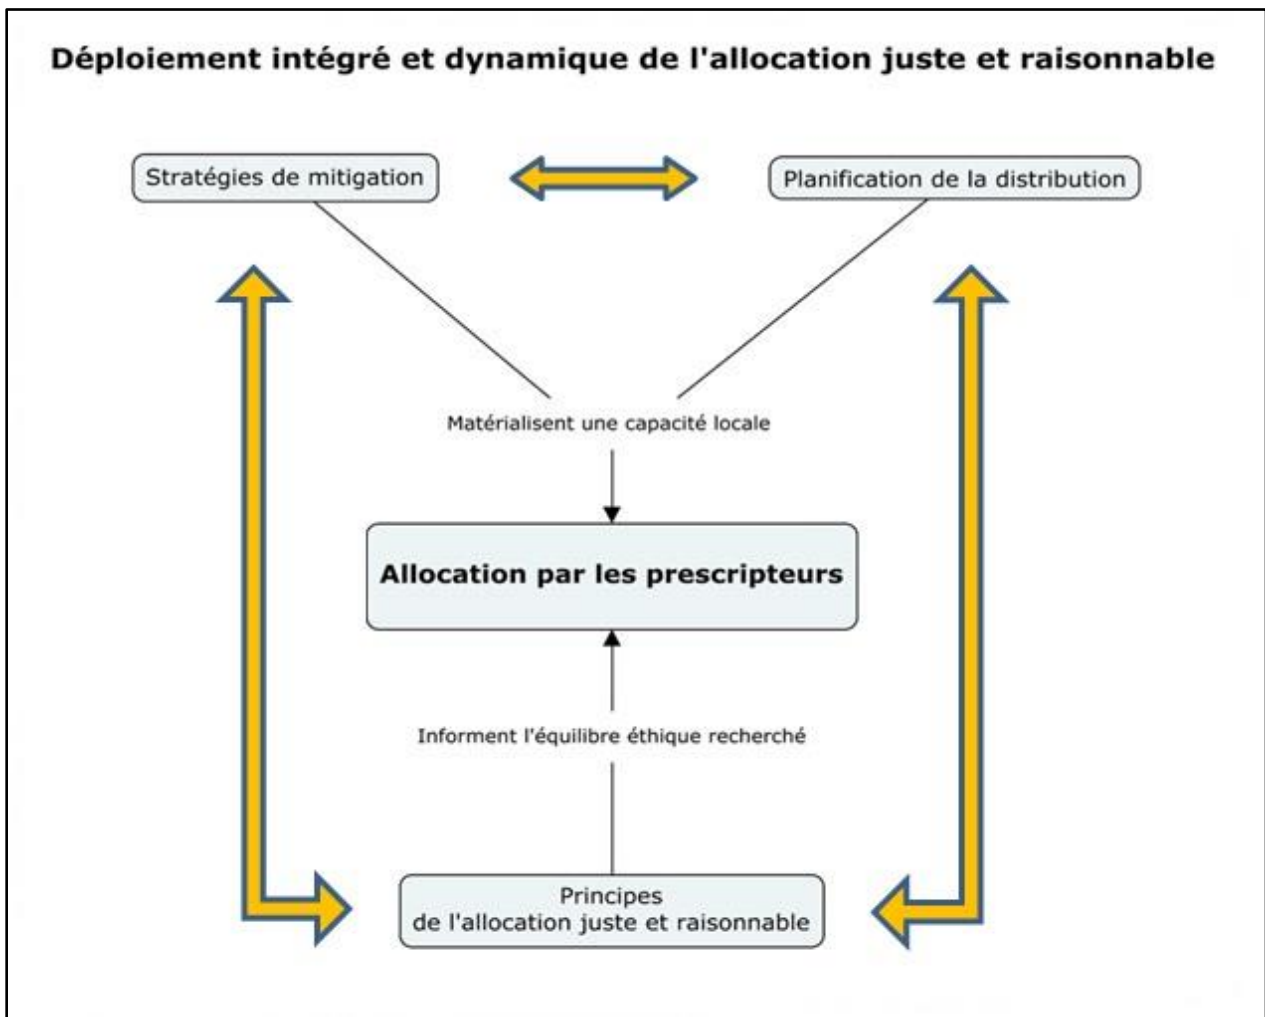 Déploiement intégré et dynamique de l'allocation juste et raisonnable
Stratégies de mitigation
Planification de la distribution
Matérialisent une capacité locale
Allocation par les prescripteurs
Informent l'équilibre éthique recherché
Principes
de l'allocation juste et raisonnable